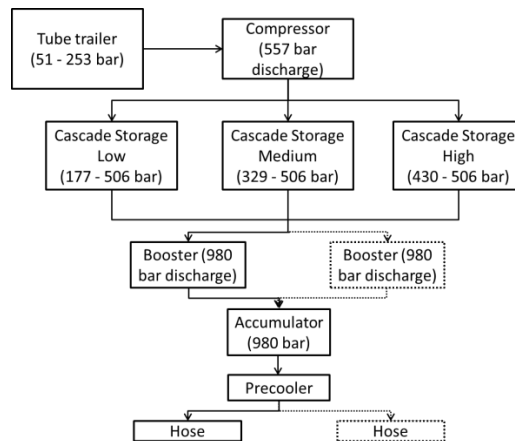 Tube trailer
(51 - 253 bar)
Compressor
(557 bar
discharge)
Cascade Storage
Low
(177 - 506 bar)
Cascade Storage
Medium
(329 - 506 bar)
Cascade Storage
High
(430 - 506 bar)
Booster (980
bar discharge)
Booster (980
bar discharge)
Accumulator
(980 bar)
Precooler
Hose
Hose